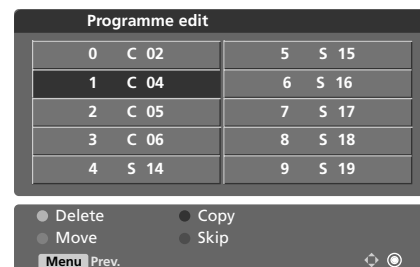 Programme edit
0 C 02 5 S 15
1 C 04 6 S 16
2 C 05 7 S 17
3 C 06 8 S 18
4 S 14 9 S 19
Delete Copy
Move Skip
Menu Prev.